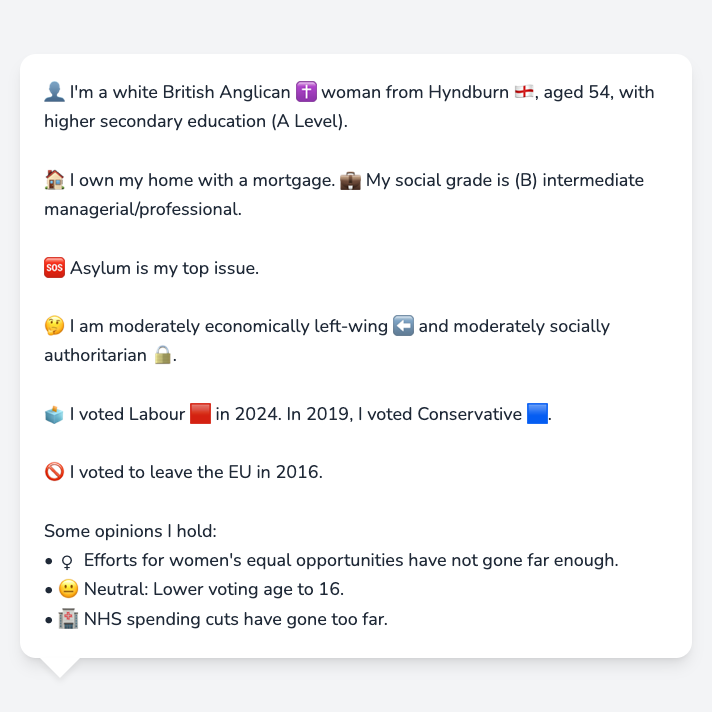 👤 I'm a white British Anglican ✝️ woman from Hyndburn 🏴󠁧󠁢󠁥󠁮󠁧󠁿, aged 54, with
higher secondary education (A Level).
🏠 I own my home with a mortgage. 💼 My social grade is (B) intermediate
managerial/professional.
🆘 Asylum is my top issue.
🤔 I am moderately economically left-wing ⬅️ and moderately socially
authoritarian 🔒.
🗳️ I voted Labour 🟥 in 2024. In 2019, I voted Conservative 🟦.
🚫 I voted to leave the EU in 2016.
Some opinions I hold:
• ♀ Efforts for women's equal opportunities have not gone far enough.
• 😐 Neutral: Lower voting age to 16.
• 🏥 NHS spending cuts have gone too far.